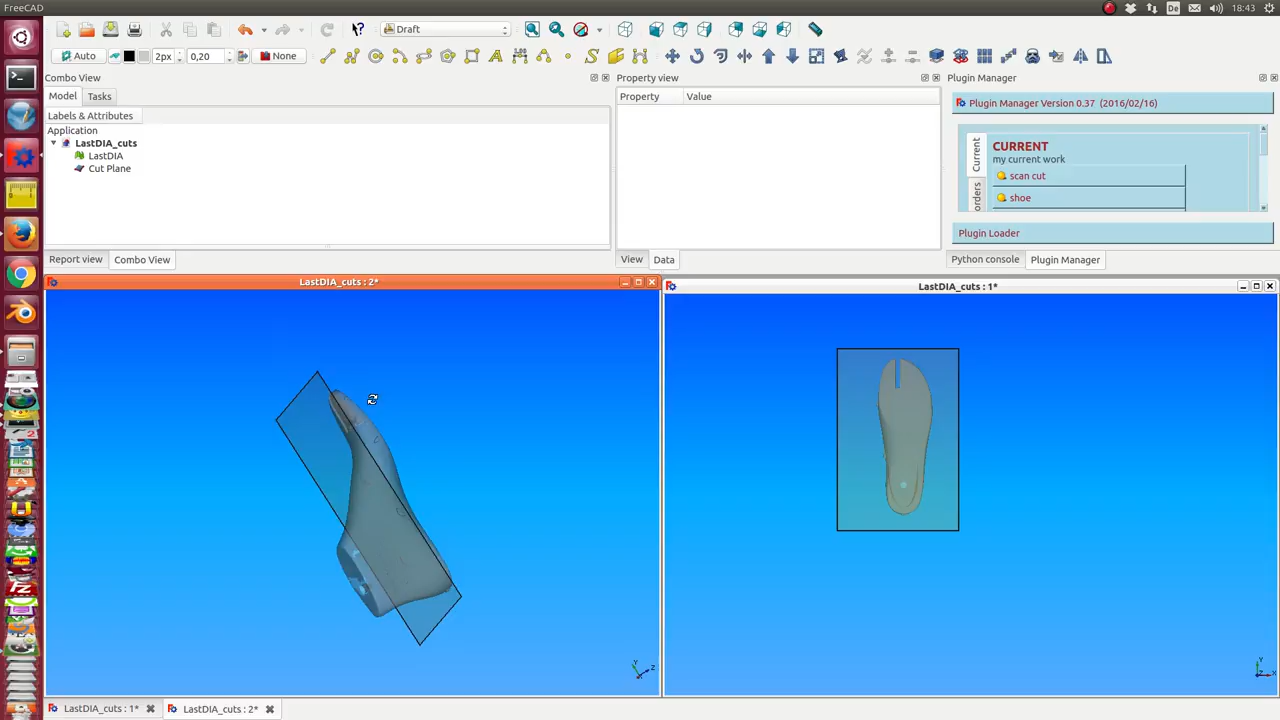 FreeCAD
De
18:43
Draft
Auto
2px
0,20
None
Combo View
Property view
Plugin Manager
Model
Tasks
Property
Value
Plugin Manager Version 0.37 (2016/02/16)
Labels & Attributes
Application
LastDIA_cuts
LastDIA
Cut Plane
Current
CURRENT
my current work
scan cut
orders
shoe
Plugin Loader
Report view
Combo View
View
Data
Python console
Plugin Manager
LastDIA_cuts : 2*
LastDIA_cuts : 1*
Y
Z
Y
Z
X
LastDIA_cuts : 1*
LastDIA_cuts : 2*